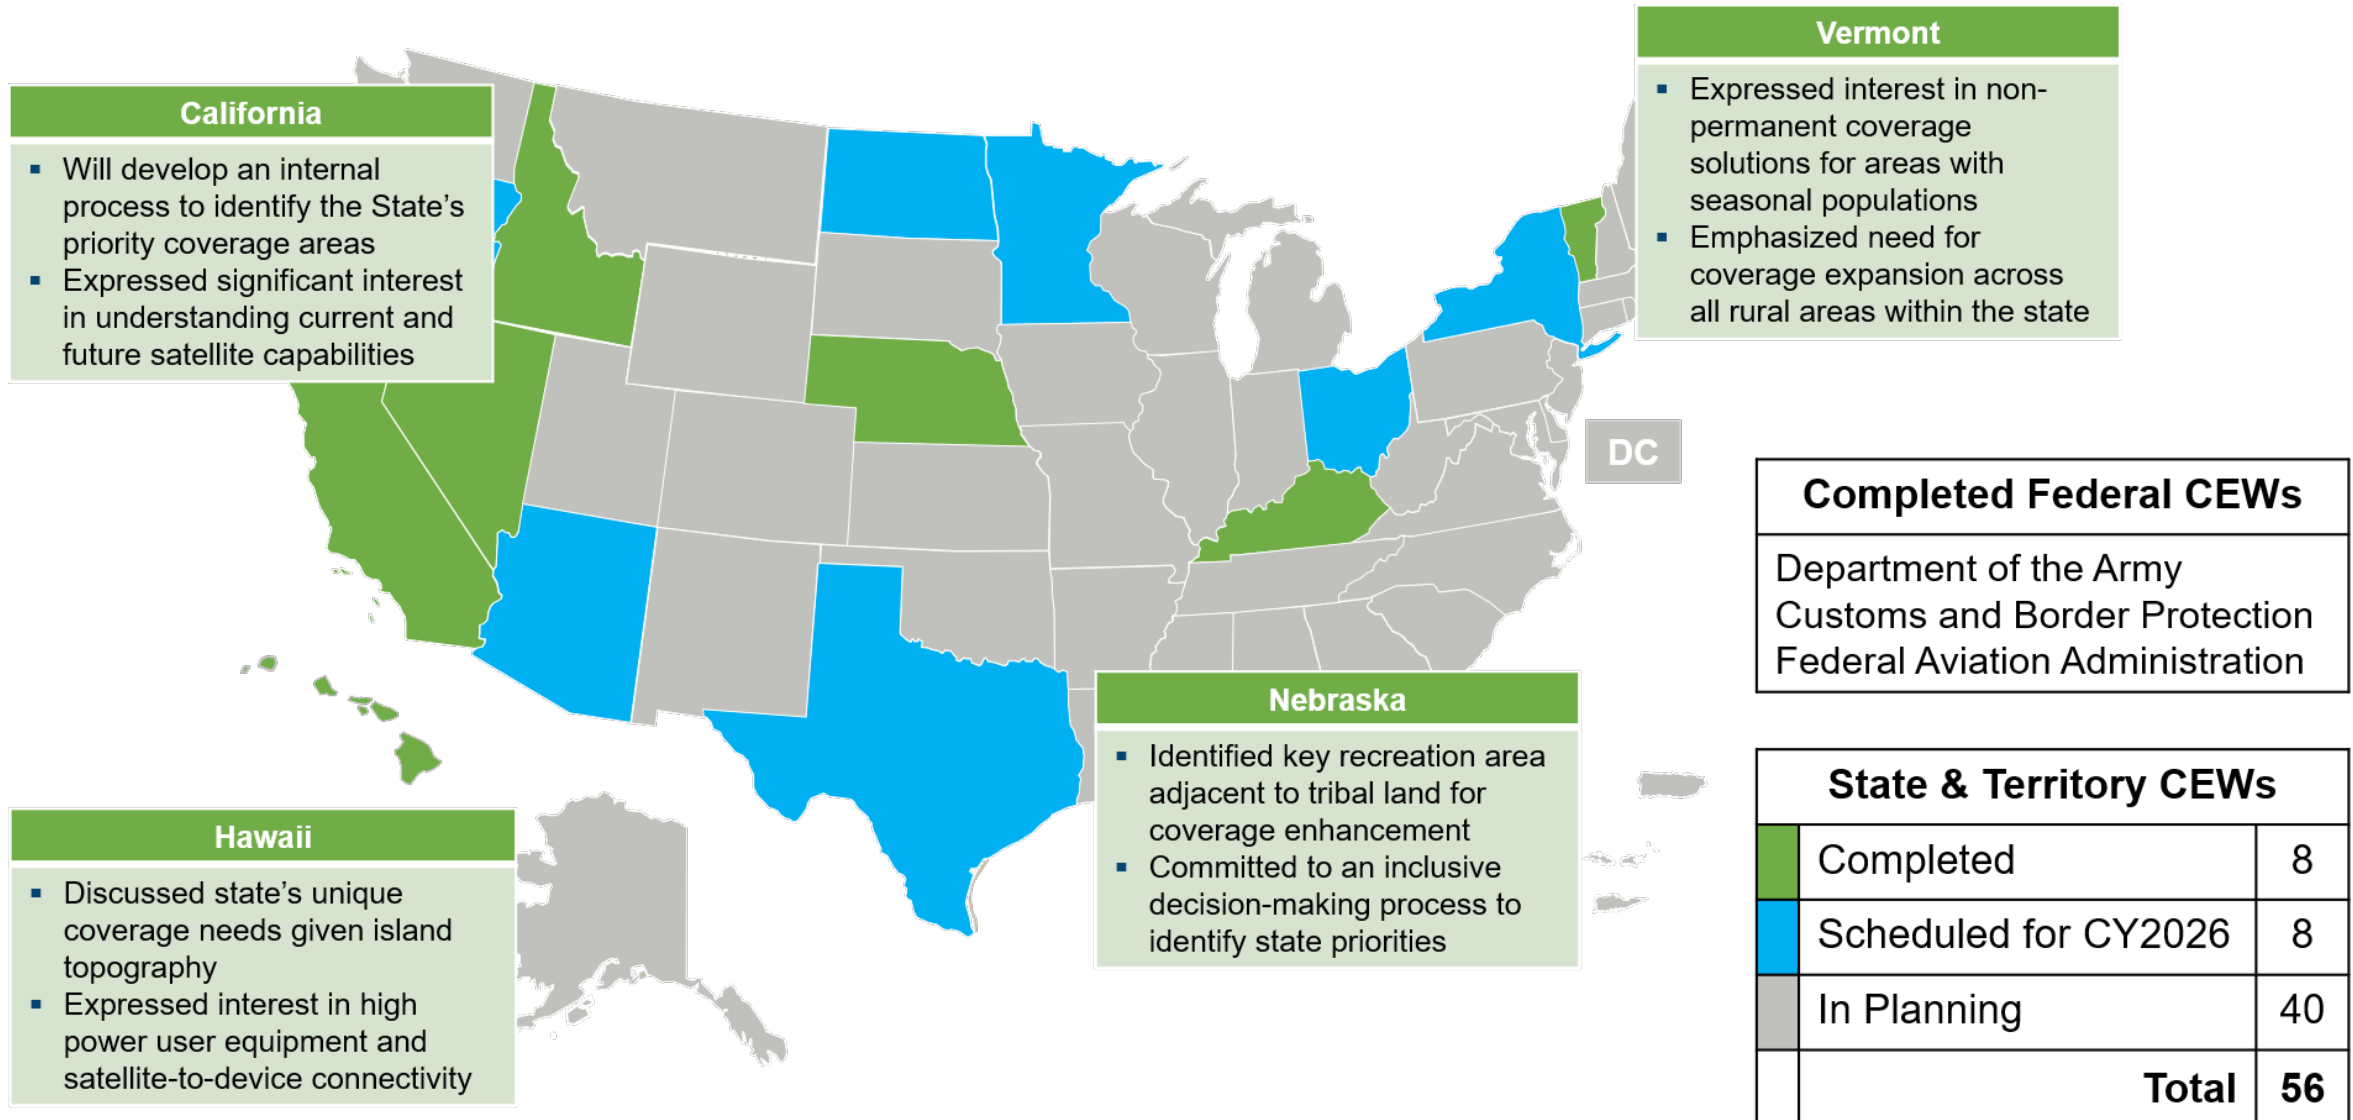 California
▪ Will develop an internal
process to identify the State’s
priority coverage areas
▪ Expressed significant interest
in understanding current and
future satellite capabilities
Vermont
▪ Expressed interest in non-
permanent coverage
solutions for areas with
seasonal populations
▪ Emphasized need for
coverage expansion across
all rural areas within the state
DC
Completed Federal CEWs
Department of the Army
Customs and Border Protection
Federal Aviation Administration
Nebraska
▪ Identified key recreation area
adjacent to tribal land for
coverage enhancement
▪ Committed to an inclusive
decision-making process to
identify state priorities
Hawaii
▪ Discussed state’s unique
coverage needs given island
topography
▪ Expressed interest in high
power user equipment and
satellite-to-device connectivity
State & Territory CEWs
Completed 8
Scheduled for CY2026 8
In Planning 40
Total 56